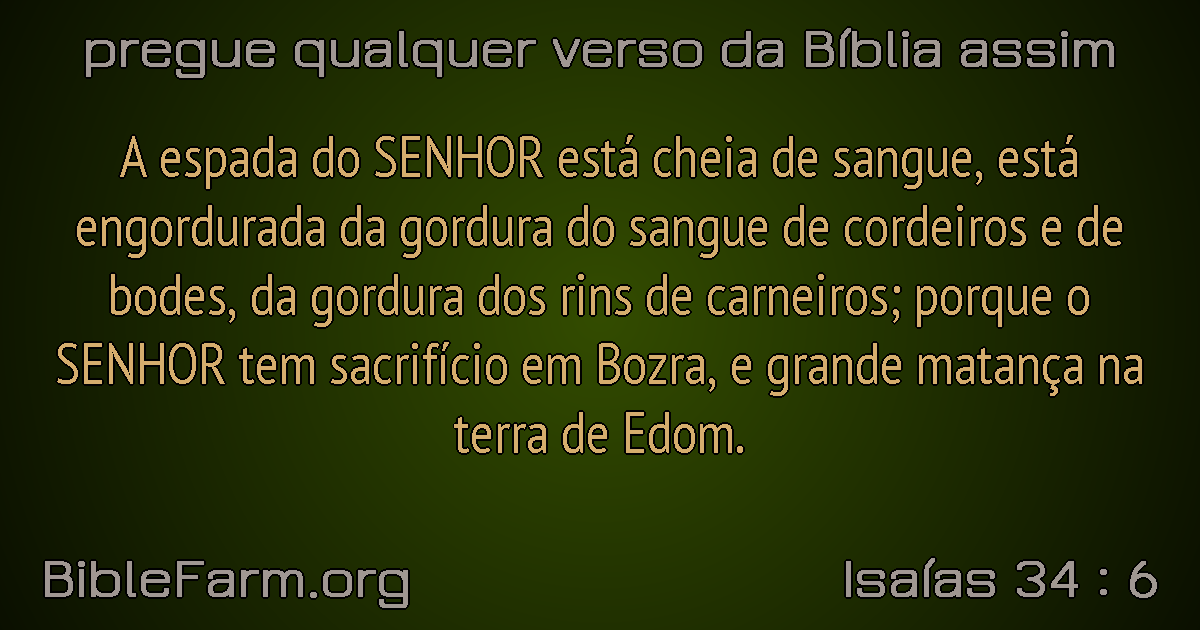 pregue qualquer verso da Bíblia assim
A espada do SENHOR está cheia de sangue, está
engordurada da gordura do sangue de cordeiros e de
bodes, da gordura dos rins de carneiros; porque o
SENHOR tem sacrifício em Bozra, e grande matança na
terra de Edom.
BibleFarm.org
Isaías 34 : 6